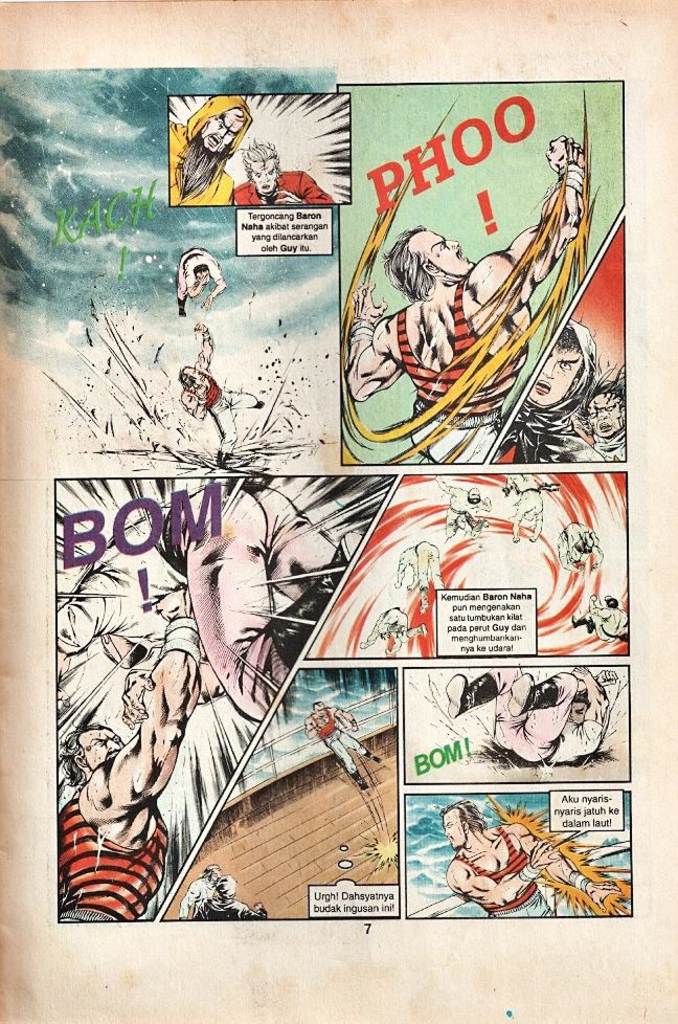 KACH
!
Tergoncang Baron
Naha akibat serangan
yang dilancarkan
oleh Guy itu.
PHOO
!
BOM
!
Kemudian Baron Naha
pun mengenakan
satu tumbukan kilat
pada perut Guy dan
menghumbankan-
nya ke udara!
BOM!
Urgh! Dahsyatnya
budak ingusan ini!
Aku nyaris-
nyaris jatuh ke
dalam laut!
7